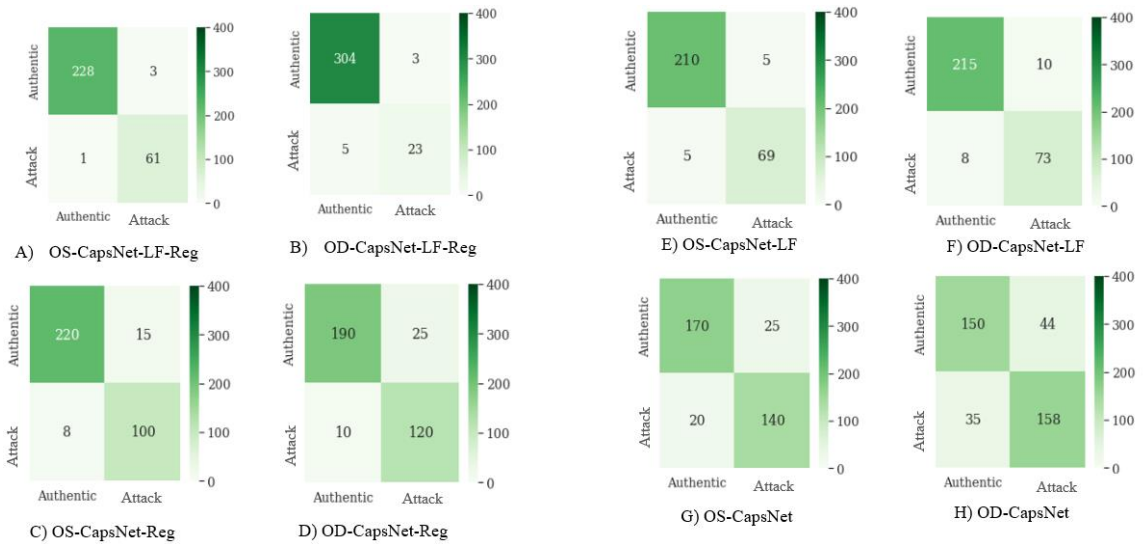 400
300
200
100
0
Authentic
Attack
228 3
1 61
Authentic Attack
A) OS-CapsNet-LF-Reg
400
300
200
100
0
Authentic
Attack
304 3
5 23
Authentic Attack
B) OD-CapsNet-LF-Reg
400
300
200
100
0
Authentic
Attack
210 5
5 69
Authentic Attack
E) OS-CapsNet-LF
400
300
200
100
0
Authentic
Attack
215 10
8 73
Authentic Attack
F) OD-CapsNet-LF
400
300
200
100
0
Authentic
Attack
220 15
8 100
Authentic Attack
C) OS-CapsNet-Reg
400
300
200
100
0
Authentic
Attack
190 25
10 120
Authentic Attack
D) OD-CapsNet-Reg
400
300
200
100
0
Authentic
Attack
170 25
20 140
Authentic Attack
G) OS-CapsNet
400
300
200
100
0
Authentic
Attack
150 44
35 158
Authentic Attack
H) OD-CapsNet